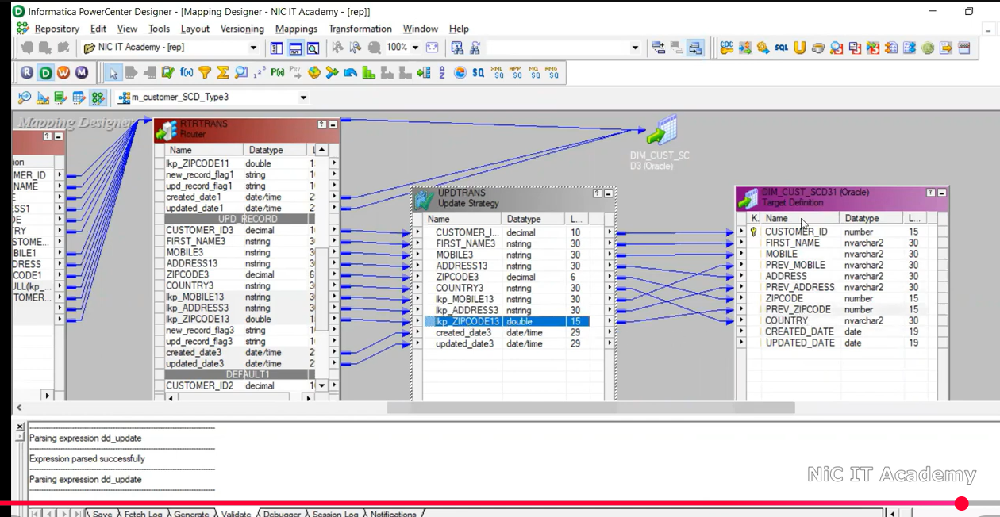 Informatica PowerCenter Designer - [Mapping Designer - NIC IT Academy - [rep]]
Repository Edit View Tools Layout Versioning Mappings Transformation Window Help
NIC IT Academy - [rep] 100% CDC SQL
R D W M f(x) P(x) SQ XML SQ APP SQ MQ SQ AMG SQ
m_customer_SCD_Type3
Mapping Designer
ion
MER_ID
NAME
E
SS1
DE
TRY
STOME...
BILE1
DRESS
CODE1
ULL(lkp_...
TOMER...
RTRTRANS
Router
Name Datatype L
lkp_ZIPCODE11 double 1
new_record_flag1 string 1
upd_record_flag1 string 1
created_date1 date/time 2
updated_date1 date/time 2
UPD_RECORD
CUSTOMER_ID3 decimal 1
FIRST_NAME3 nstring 3
MOBILE3 nstring 3
ADDRESS13 nstring 3
ZIPCODE3 decimal 6
COUNTRY3 nstring 3
lkp_MOBILE13 nstring 3
lkp_ADDRESS3 nstring 3
lkp_ZIPCODE13 double 1
new_record_flag3 string 1
upd_record_flag3 string 1
created_date3 date/time 2
updated_date3 date/time 2
DEFAULT1
CUSTOMER_ID2 decimal 1
DIM_CUST_SC
D3 (Oracle)
UPDTRANS
Update Strategy
Name Datatype L...
CUSTOMER_I... decimal 10
FIRST_NAME3 nstring 30
MOBILE3 nstring 30
ADDRESS13 nstring 30
ZIPCODE3 decimal 6
COUNTRY3 nstring 30
lkp_MOBILE13 nstring 30
lkp_ADDRESS3 nstring 30
lkp_ZIPCODE13 double 15
created_date3 date/time 29
updated_date3 date/time 29
DIM_CUST_SCD31 (Oracle)
Target Definition
K. Name Datatype L...
CUSTOMER_ID number 15
FIRST_NAME nvarchar2 30
MOBILE nvarchar2 30
PREV_MOBILE nvarchar2 30
ADDRESS nvarchar2 30
PREV_ADDRESS nvarchar2 30
ZIPCODE number 15
PREV_ZIPCODE number 15
COUNTRY nvarchar2 30
CREATED_DATE date 19
UPDATED_DATE date 19
Parsing expression dd_update
Expression parsed successfully
Parsing expression dd_update
NiC IT Academy
Save Fetch Log Generate Validate Debugger Session Log Notifications